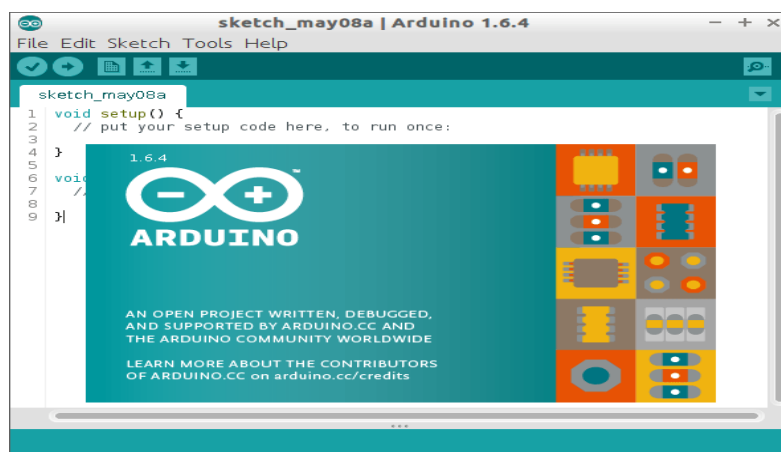 sketch_may08a | Arduino 1.6.4
File Edit Sketch Tools Help
sketch_may08a
1 void setup() {
2 // put your setup code here, to run once:
3
4 }
5
6 voi
7 /
8
9 }
1.6.4
TM
ARDUINO
AN OPEN PROJECT WRITTEN, DEBUGGED,
AND SUPPORTED BY ARDUINO.CC AND
THE ARDUINO COMMUNITY WORLDWIDE
LEARN MORE ABOUT THE CONTRIBUTORS
OF ARDUINO.CC on arduino.cc/credits